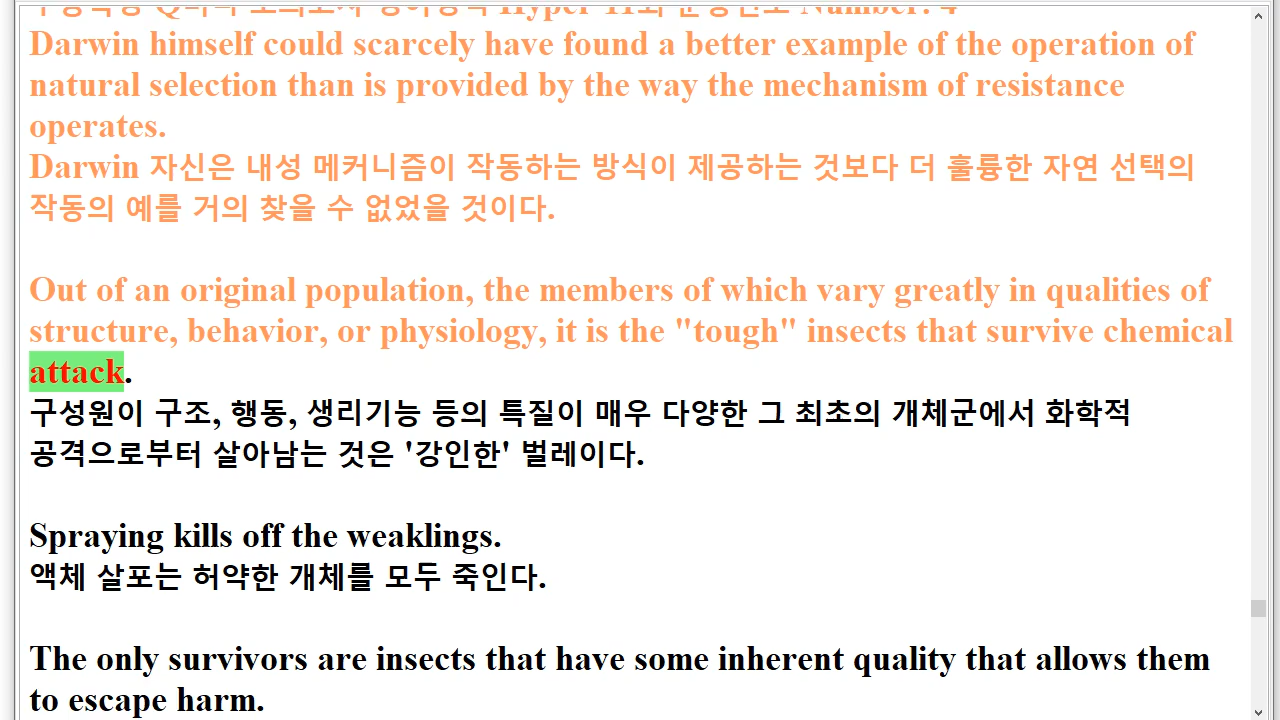 Darwin himself could scarcely have found a better example of the operation of
natural selection than is provided by the way the mechanism of resistance
operates.
Darwin 자신은 내성 메커니즘이 작동하는 방식이 제공하는 것보다 더 훌륭한 자연 선택의
작동의 예를 거의 찾을 수 없었을 것이다.
Out of an original population, the members of which vary greatly in qualities of
structure, behavior, or physiology, it is the "tough" insects that survive chemical
attack.
구성원이 구조, 행동, 생리기능 등의 특질이 매우 다양한 그 최초의 개체군에서 화학적
공격으로부터 살아남는 것은 '강인한' 벌레이다.
Spraying kills off the weaklings.
액체 살포는 허약한 개체를 모두 죽인다.
The only survivors are insects that have some inherent quality that allows them
to escape harm.